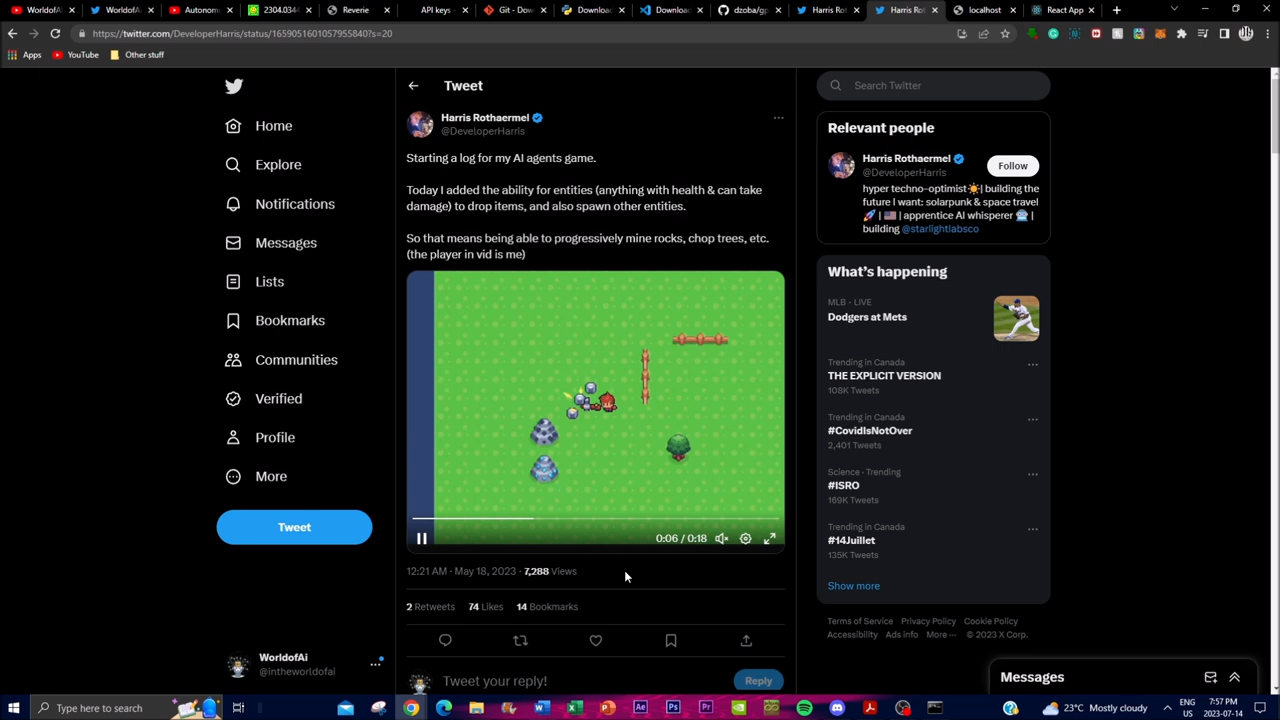 WorldofAi
WorldofAi
Autonom
2304.0344
Reverie
API keys -
Git - Dow
Download
Download
dzoba/gp
Harris Rot
Harris Rot
localhost
React App
https://twitter.com/DeveloperHarris/status/1659051601057955840?s=20
Apps
YouTube
Other stuff
Home
Explore
Notifications
Messages
Lists
Bookmarks
Communities
Verified
Profile
More
Tweet
WorldofAi
@intheworldofai
Tweet
Harris Rothaermel
@DeveloperHarris
Starting a log for my AI agents game.
Today I added the ability for entities (anything with health & can take
damage) to drop items, and also spawn other entities.
So that means being able to progressively mine rocks, chop trees, etc.
(the player in vid is me)
0:06 / 0:18
12:21 AM · May 18, 2023 · 7,288 Views
2 Retweets 74 Likes 14 Bookmarks
Tweet your reply!
Reply
Search Twitter
Relevant people
Harris Rothaermel
@DeveloperHarris
Follow
hyper techno-optimist☀️| building the
future I want: solarpunk & space travel
🚀 | 🇺🇸 | apprentice AI whisperer 🤖 |
building @starlightlabsco
What's happening
MLB · LIVE
Dodgers at Mets
Trending in Canada
THE EXPLICIT VERSION
108K Tweets
Trending in Canada
#CovidIsNotOver
2,401 Tweets
Science · Trending
#ISRO
169K Tweets
Trending in Canada
#14Juillet
135K Tweets
Show more
Terms of Service Privacy Policy Cookie Policy
Accessibility Ads info More ··· © 2023 X Corp.
Messages
Type here to search
23°C Mostly cloudy
ENG
US
7:57 PM
2023-07-14